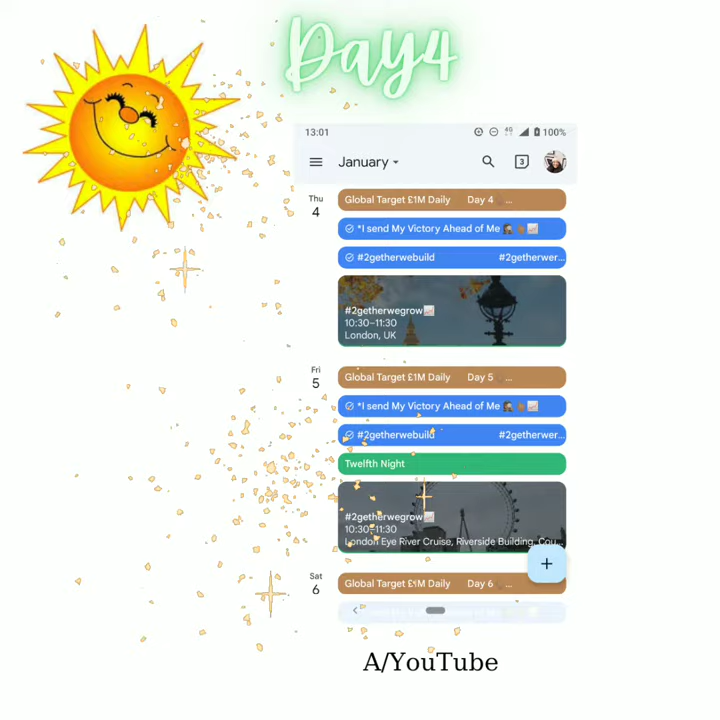 Day4
13:01
4G
100%
January
3
Thu
4
Global Target £1M Daily Day 4 ...
*I send My Victory Ahead of Me
#2getherwebuild #2getherwer...
#2getherwegrow
10:30–11:30
London, UK
Fri
5
Global Target £1M Daily Day 5 ...
*I send My Victory Ahead of Me
#2getherwebuild #2getherwer...
Twelfth Night
#2getherwegrow
10:30–11:30
London Eye River Cruise, Riverside Building, Cou...
Sat
6
Global Target £1M Daily Day 6 ...
A/YouTube